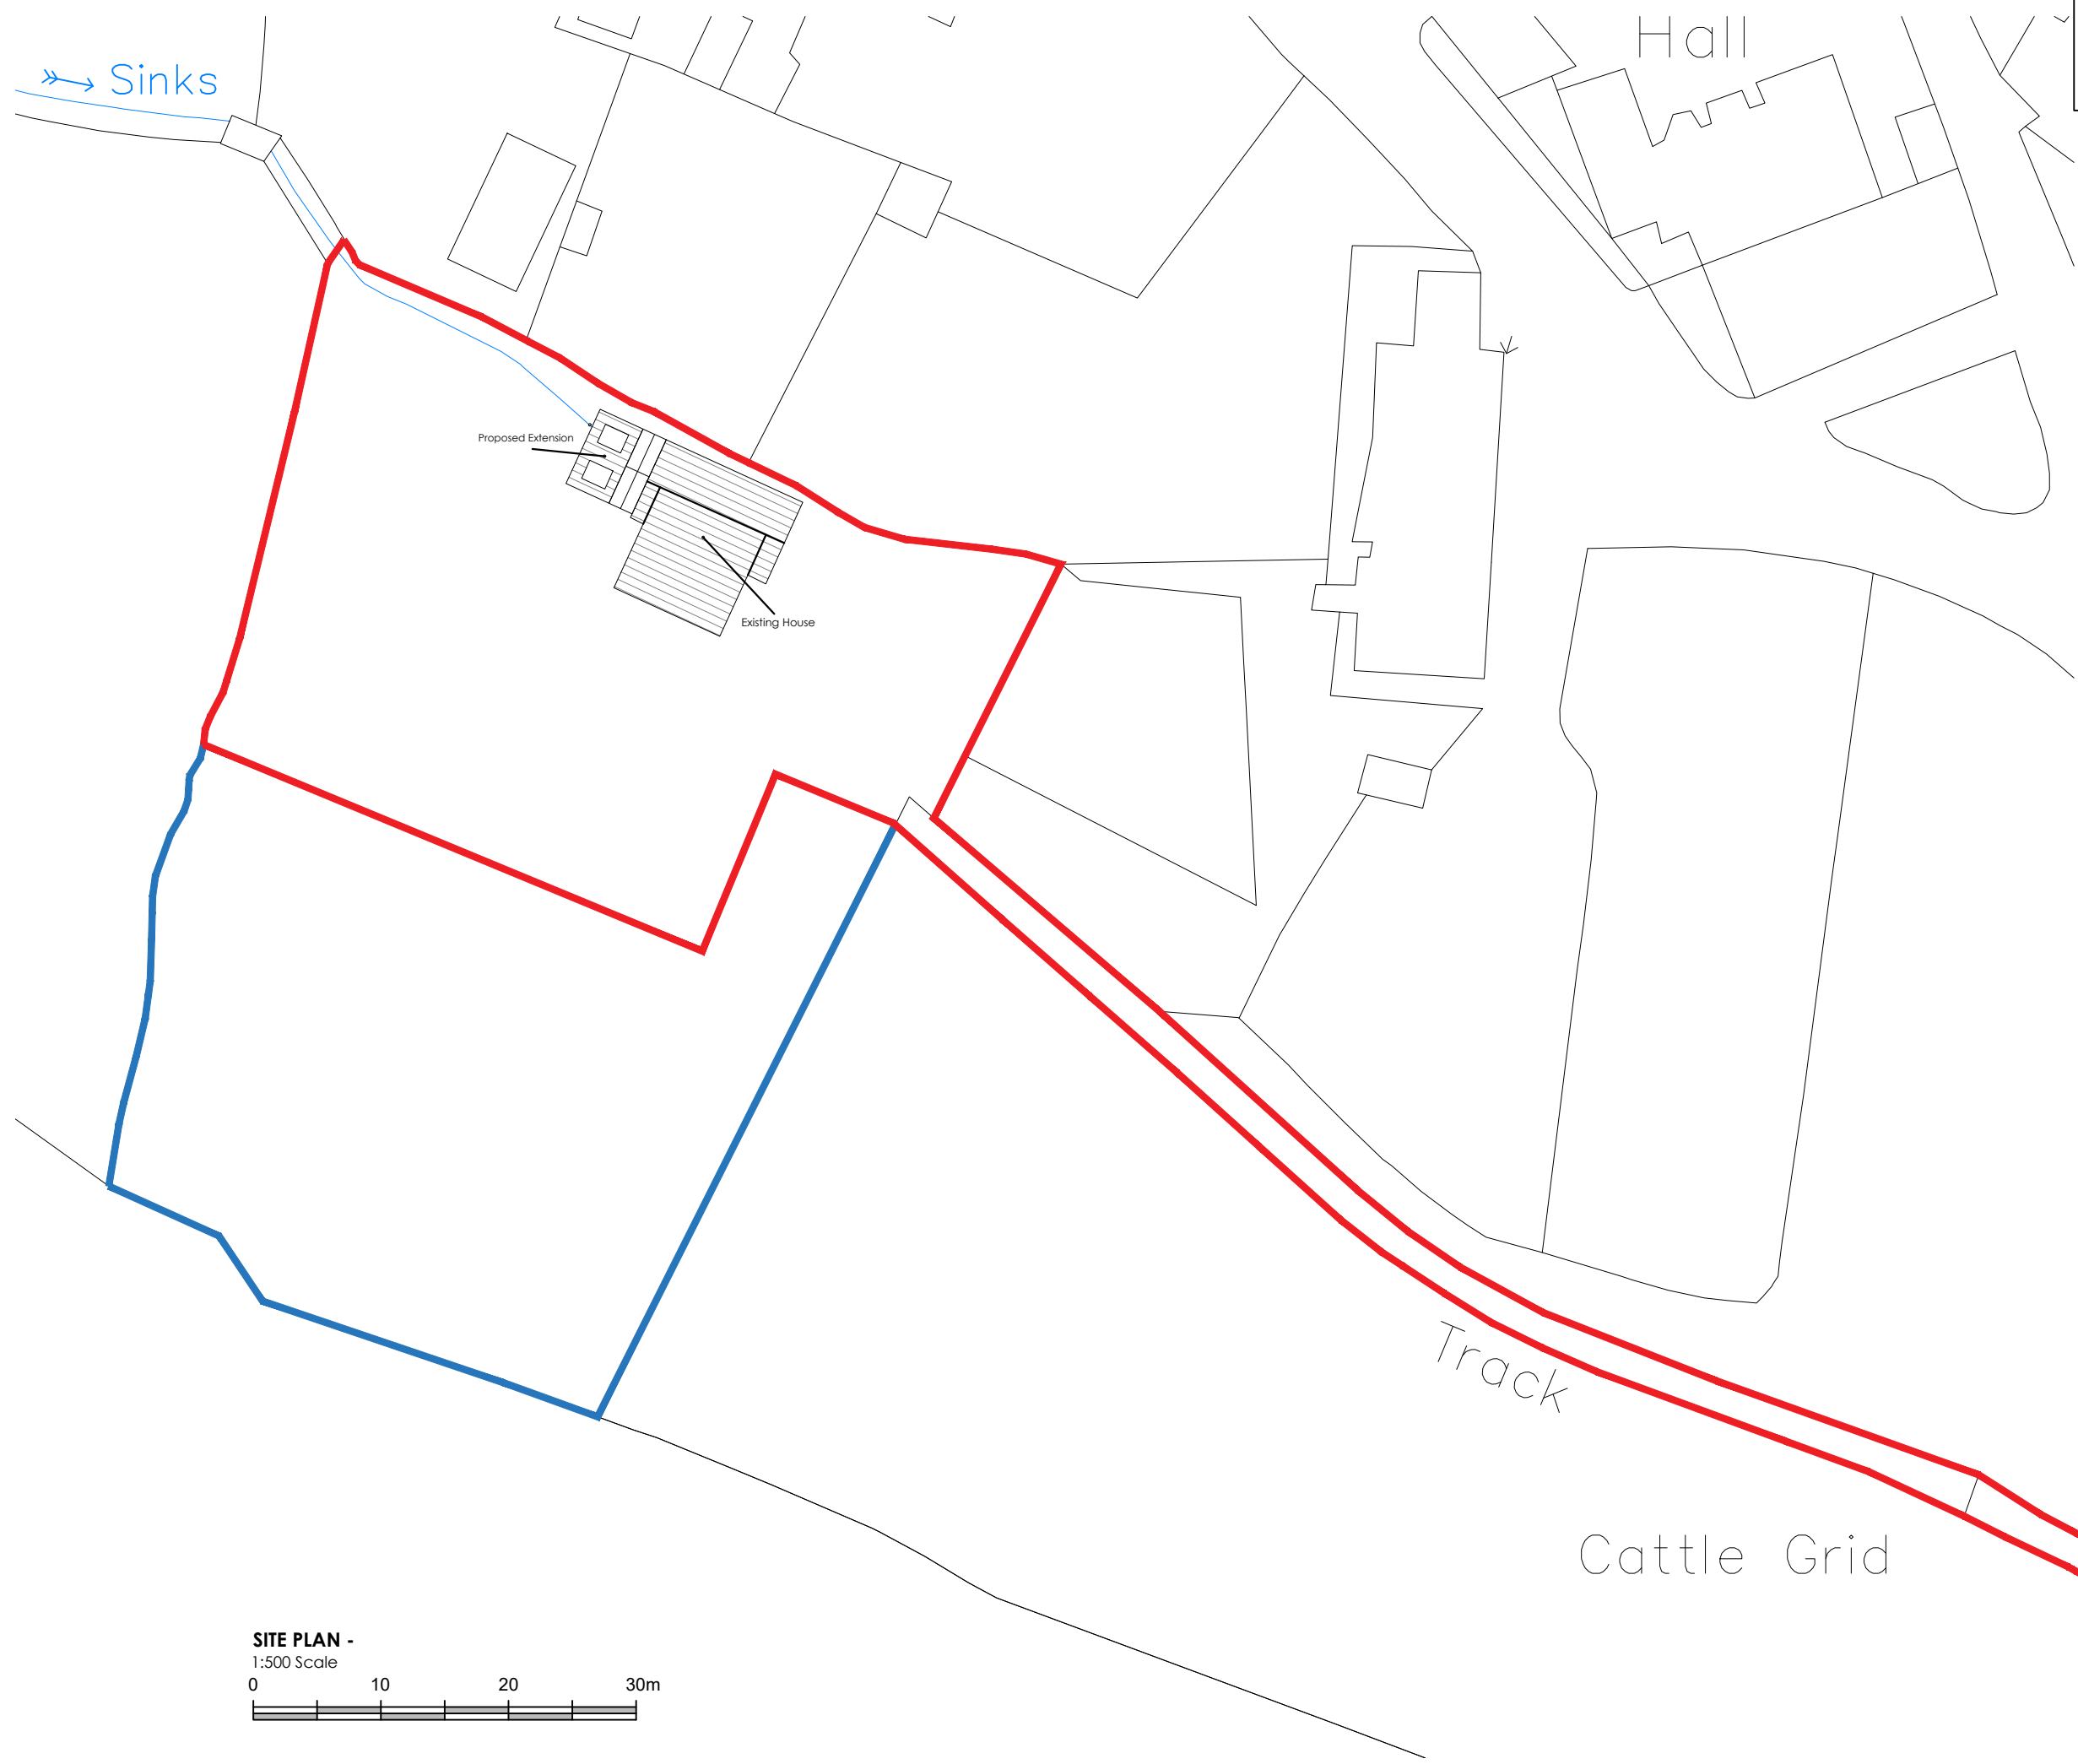 Hall
Sinks
Proposed Extension
Existing House
Track
Cattle Grid
SITE PLAN -
1:500 Scale
0 10 20 30m